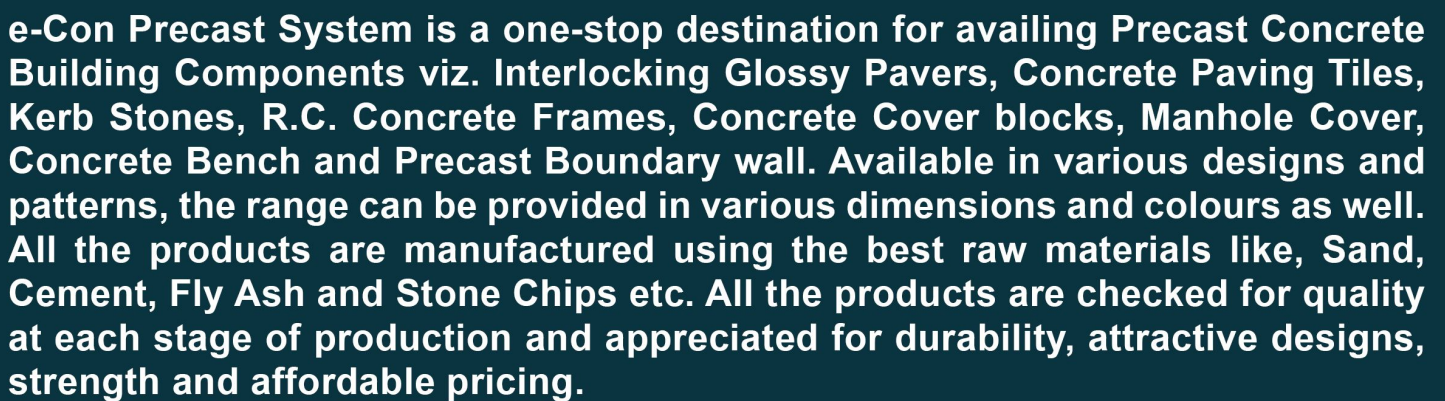 e-Con Precast System is a one-stop destination for availing Precast Concrete
Building Components viz. Interlocking Glossy Pavers, Concrete Paving Tiles,
Kerb Stones, R.C. Concrete Frames, Concrete Cover blocks, Manhole Cover,
Concrete Bench and Precast Boundary wall. Available in various designs and
patterns, the range can be provided in various dimensions and colours as well.
All the products are manufactured using the best raw materials like, Sand,
Cement, Fly Ash and Stone Chips etc. All the products are checked for quality
at each stage of production and appreciated for durability, attractive designs,
strength and affordable pricing.